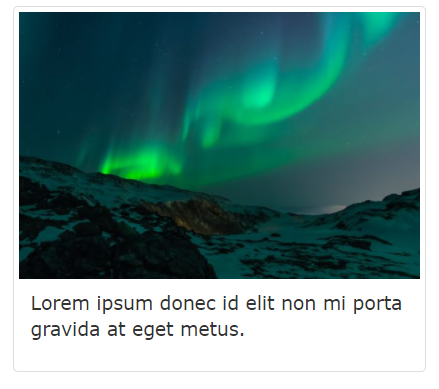 Lorem ipsum donec id elit non mi porta
gravida at eget metus.